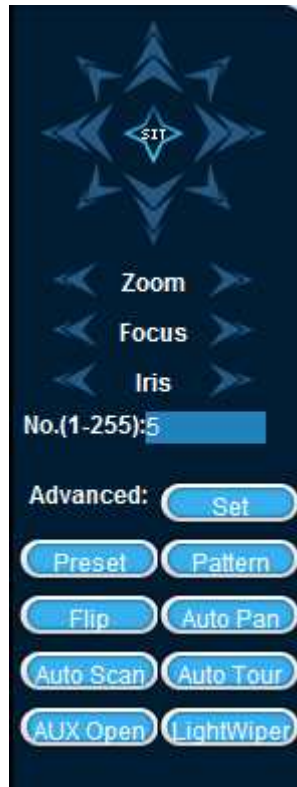 SIT
Zoom
Focus
Iris
No.(1-255):5
Advanced: Set
Preset Pattern
Flip Auto Pan
Auto Scan Auto Tour
AUX Open LightWiper